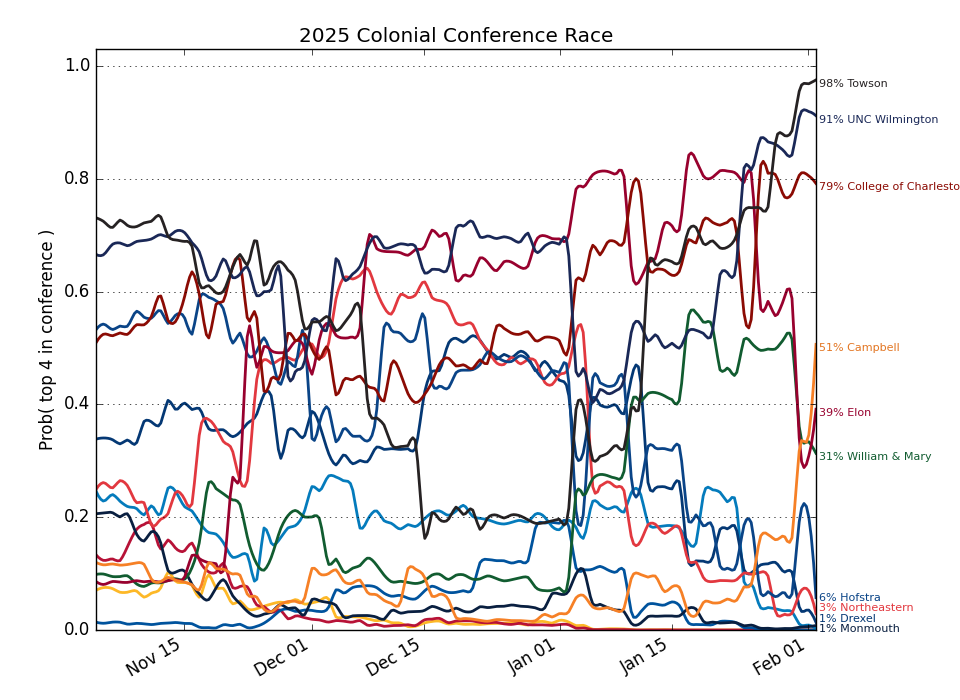 2025 Colonial Conference Race
Prob( top 4 in conference )
1.0
0.8
0.6
0.4
0.2
0.0
Nov 15
Dec 01
Dec 15
Jan 01
Jan 15
Feb 01
98% Towson
91% UNC Wilmington
79% College of Charlesto
51% Campbell
39% Elon
31% William & Mary
6% Hofstra
3% Northeastern
1% Drexel
1% Monmouth